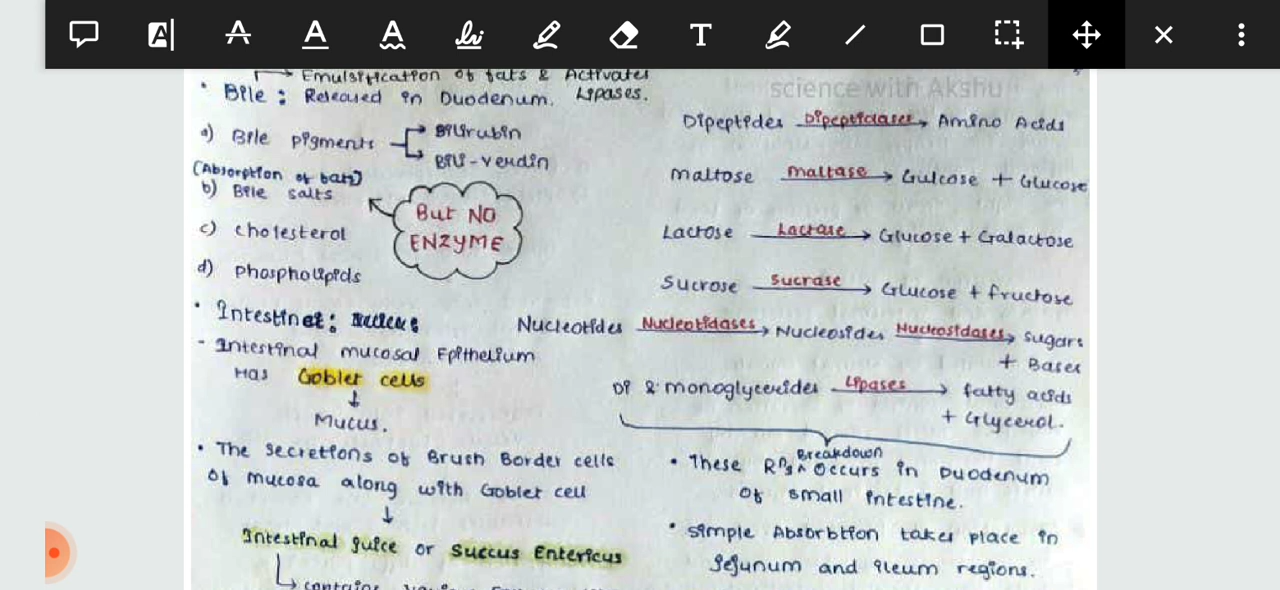 Emulsification of fats & Activates
• Bile : Released in Duodenum. Lipases.
a) Bile pigments
Bilirubin
Bili-verdin
(Absorption of fats)
b) Bile salts
But NO
ENZYME
c) cholesterol
d) phospholipids
• Intestine:
- Intestinal mucosal Epithelium
Has Goblet cells
↓
Mucus.
• The secretions of Brush Border cells
of mucosa along with Goblet cell
↓
Intestinal juice or Succus Entericus
contains
science with Akshu
Dipeptides Dipeptidases → Amino Acids
Maltose maltase → Gulcose + Glucose
Lactose Lactase → Glucose + Galactose
Sucrose sucrase → Glucose + fructose
Nucleotides Nucleotidases → Nucleosides Nucleosidases → sugars
+ Bases
Di & monoglycerides Lipases → fatty acids
+ Glycerol.
• These Rxns Breakdown occurs in Duodenum
of small intestine.
• simple Absorbtion takes place in
Jejunum and ileum regions.